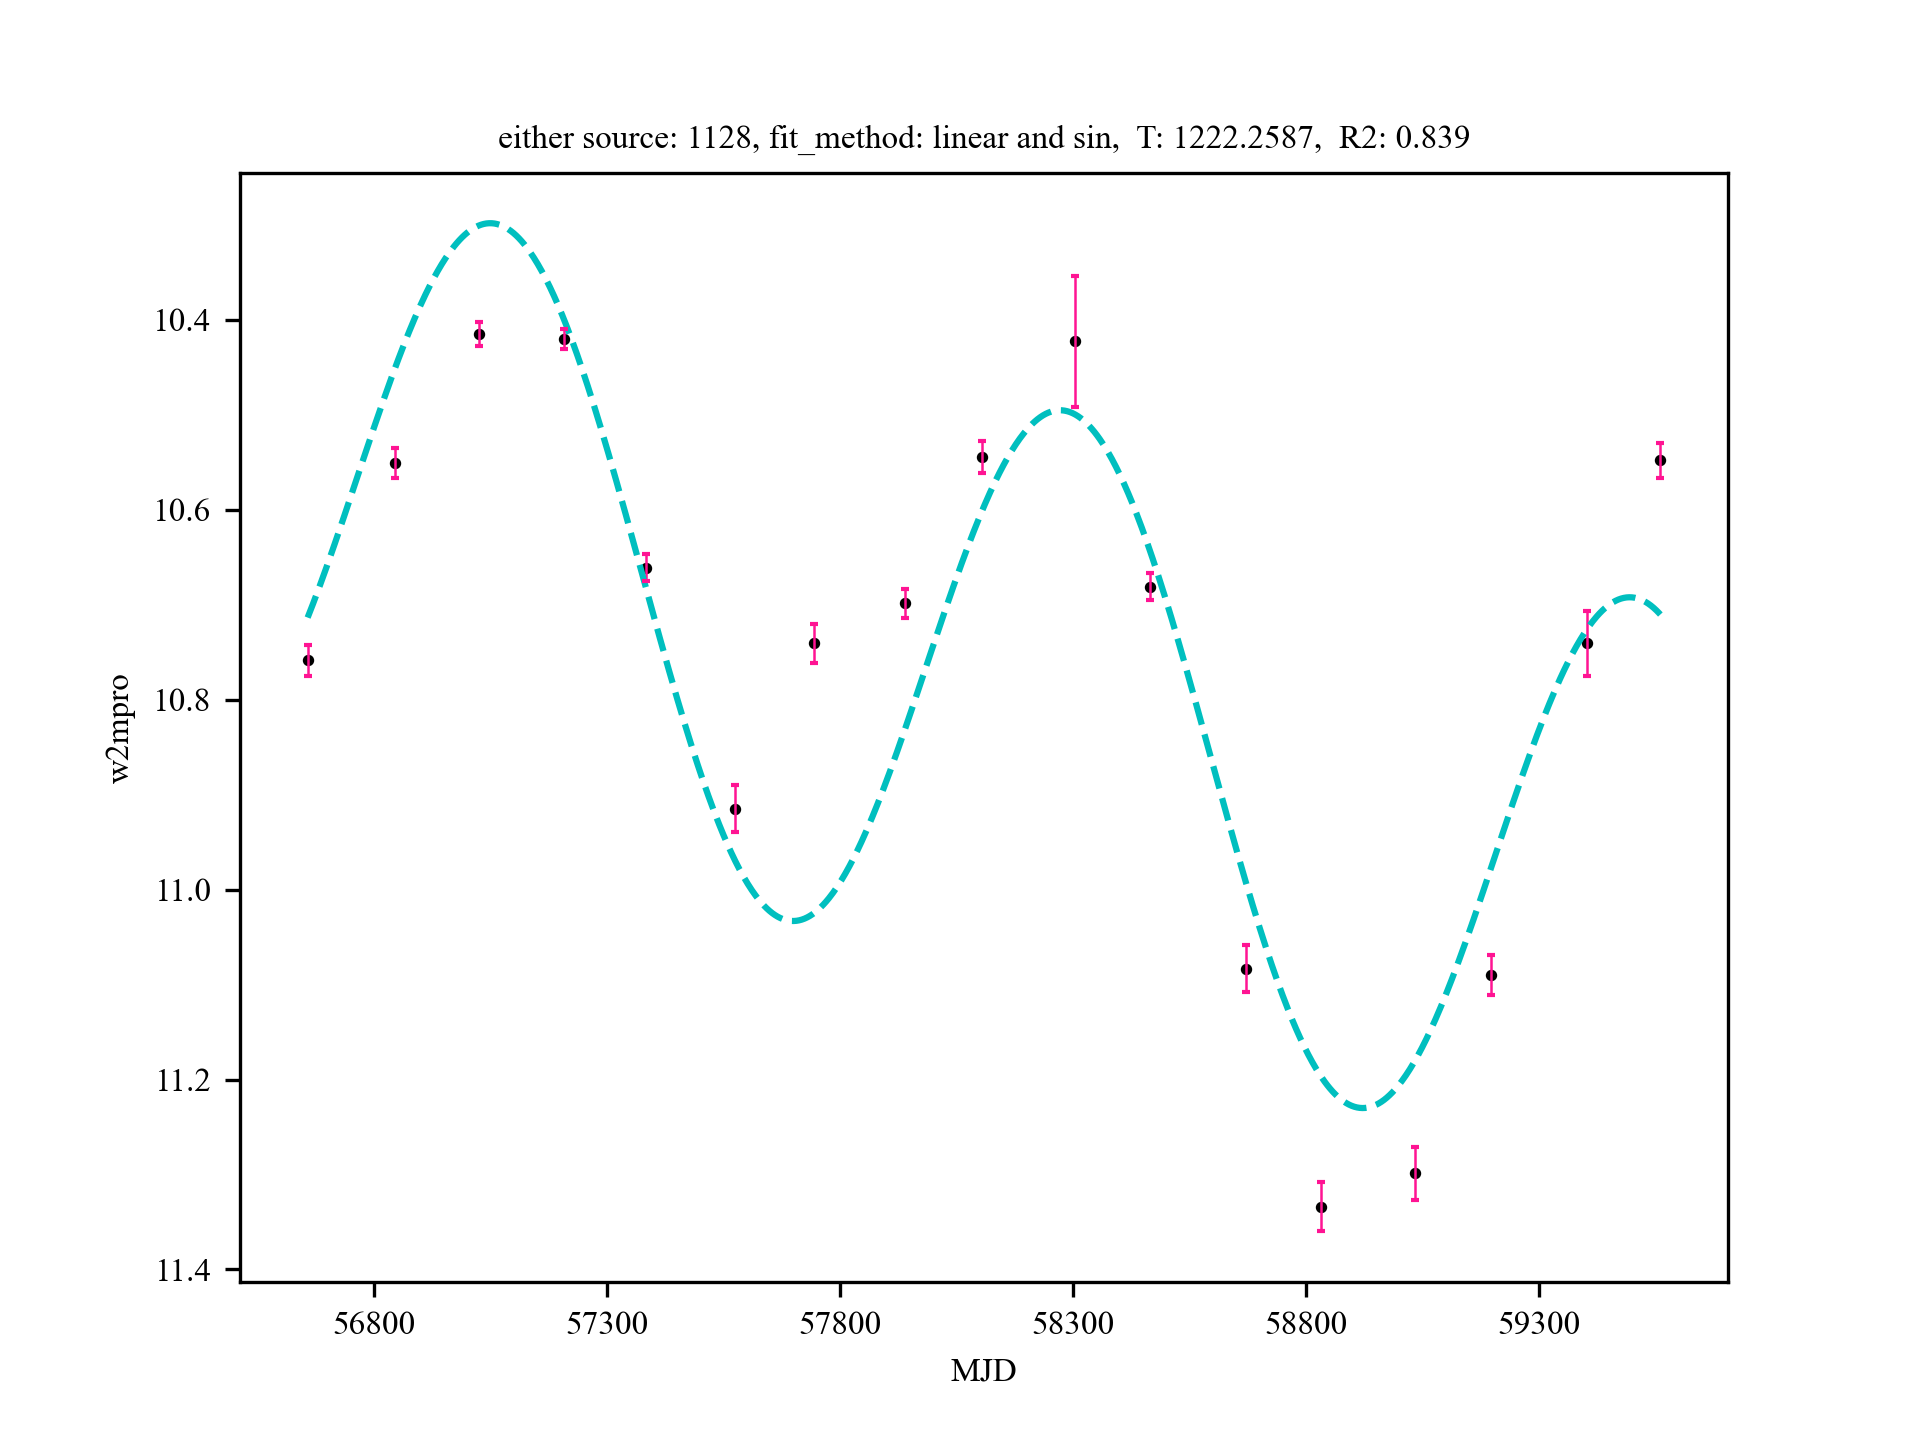 either source: 1128, fit_method: linear and sin,  T: 1222.2587,  R2: 0.839
10.4
10.6
10.8
11.0
11.2
11.4
w2mpro
56800 57300 57800 58300 58800 59300
MJD